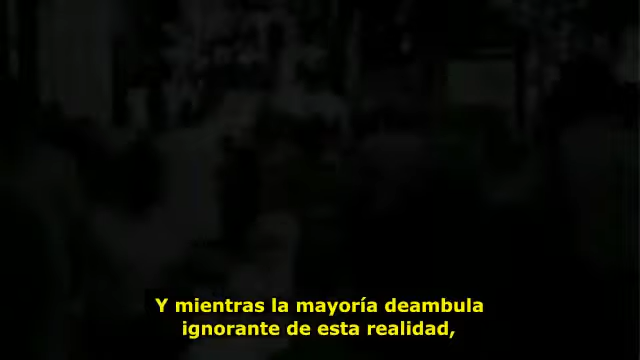 Y mientras la mayoría deambula
ignorante de esta realidad,